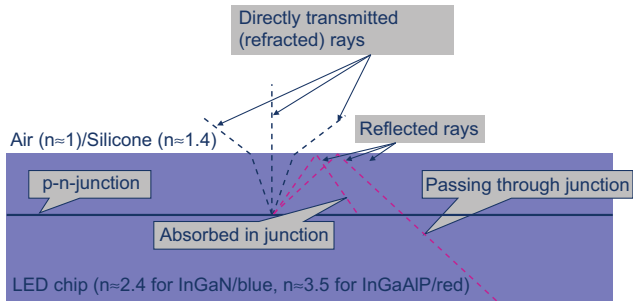 Directly transmitted
(refracted) rays
Air (n≈1)/Silicone (n≈1.4)
Reflected rays
p-n-junction
Passing through junction
Absorbed in junction
LED chip (n≈2.4 for InGaN/blue, n≈3.5 for InGaAlP/red)